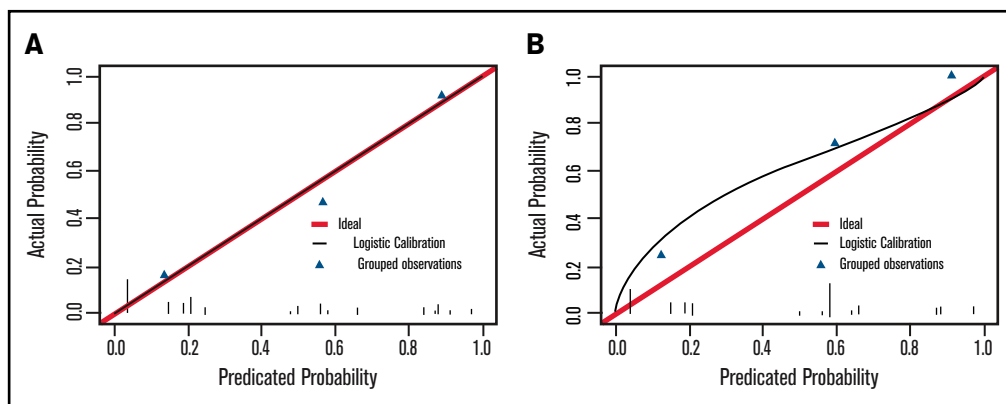 A
Actual Probability
1.0
0.8
0.6
0.4
0.2
0.0
Ideal
Logistic Calibration
Grouped observations
0.0 0.2 0.4 0.6 0.8 1.0
Predicated Probability
B
Actual Probability
1.0
0.8
0.6
0.4
0.2
0.0
Ideal
Logistic Calibration
Grouped observations
0.0 0.2 0.4 0.6 0.8 1.0
Predicated Probability